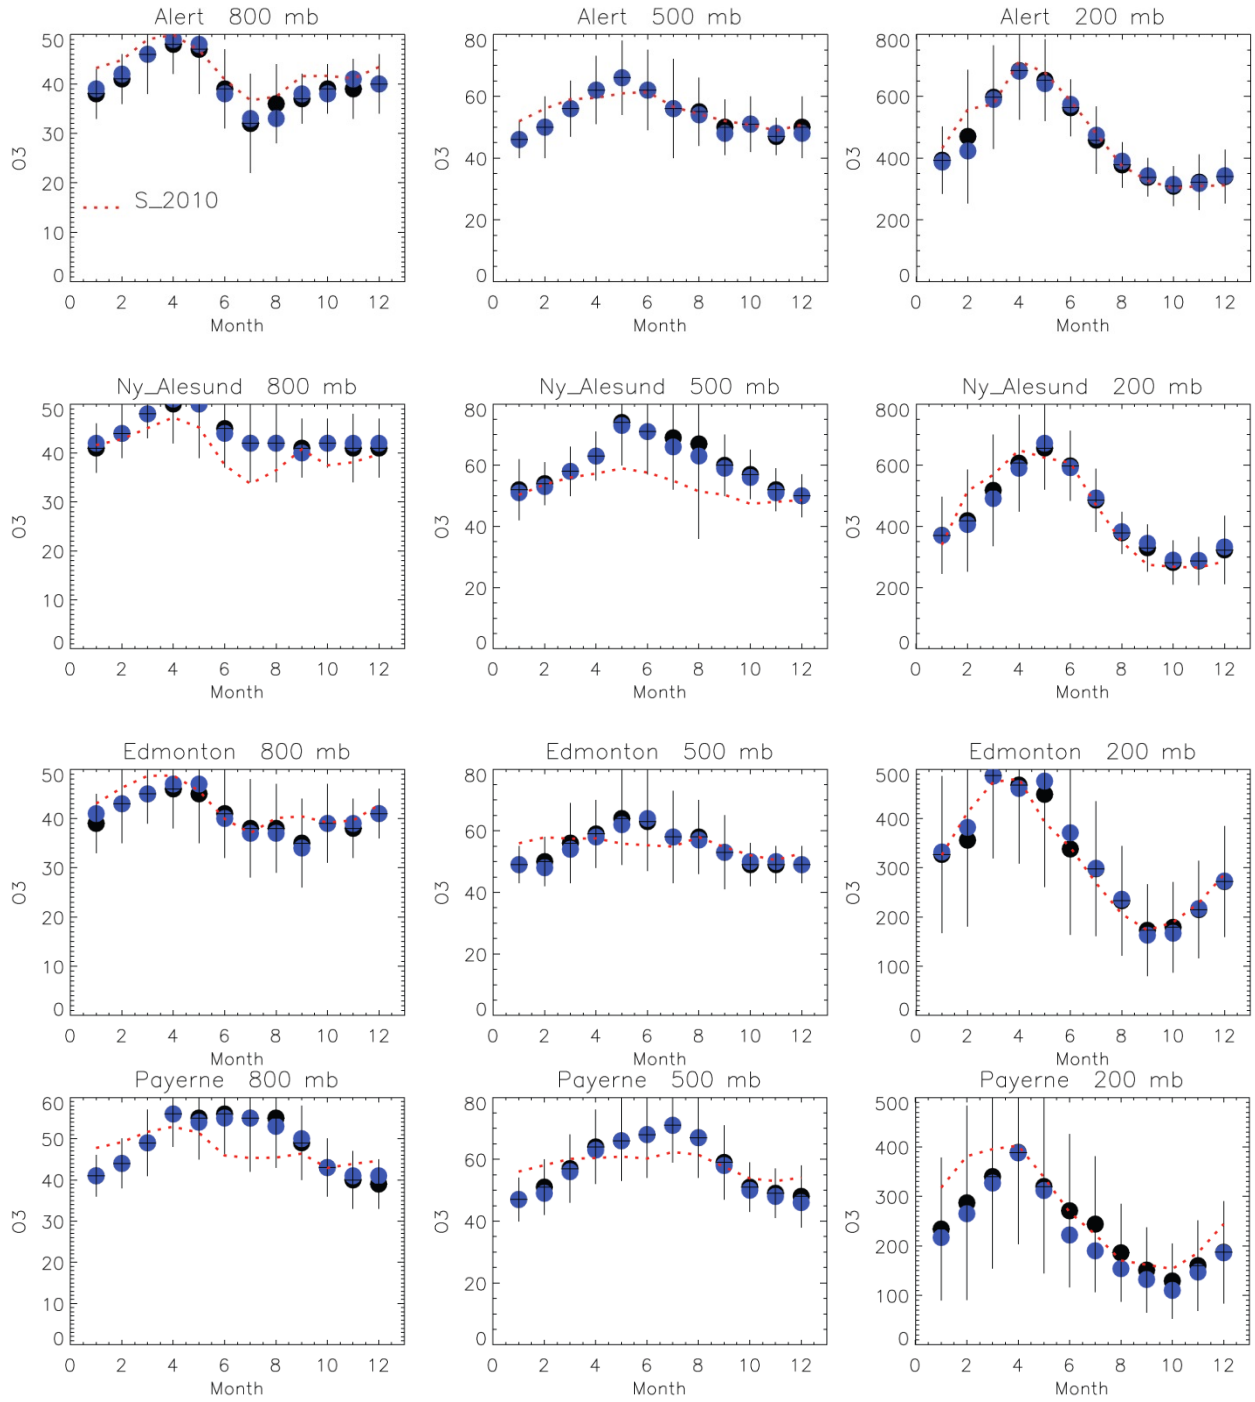 Alert 800 mb
Alert 500 mb
Alert 200 mb
50
40
30
20
10
0
O3
S_2010
0 2 4 6 8 10 12
Month
80
60
40
20
0
O3
0 2 4 6 8 10 12
Month
800
600
400
200
O3
0 2 4 6 8 10 12
Month
Ny_Alesund 800 mb
Ny_Alesund 500 mb
Ny_Alesund 200 mb
50
40
30
20
10
0
O3
0 2 4 6 8 10 12
Month
80
60
40
20
0
O3
0 2 4 6 8 10 12
Month
800
600
400
200
O3
0 2 4 6 8 10 12
Month
Edmonton 800 mb
Edmonton 500 mb
Edmonton 200 mb
50
40
30
20
10
0
O3
0 2 4 6 8 10 12
Month
80
60
40
20
0
O3
0 2 4 6 8 10 12
Month
500
400
300
200
100
O3
0 2 4 6 8 10 12
Month
Payerne 800 mb
Payerne 500 mb
Payerne 200 mb
60
50
40
30
20
10
0
O3
0 2 4 6 8 10 12
Month
80
60
40
20
0
O3
0 2 4 6 8 10 12
Month
500
400
300
200
100
O3
0 2 4 6 8 10 12
Month